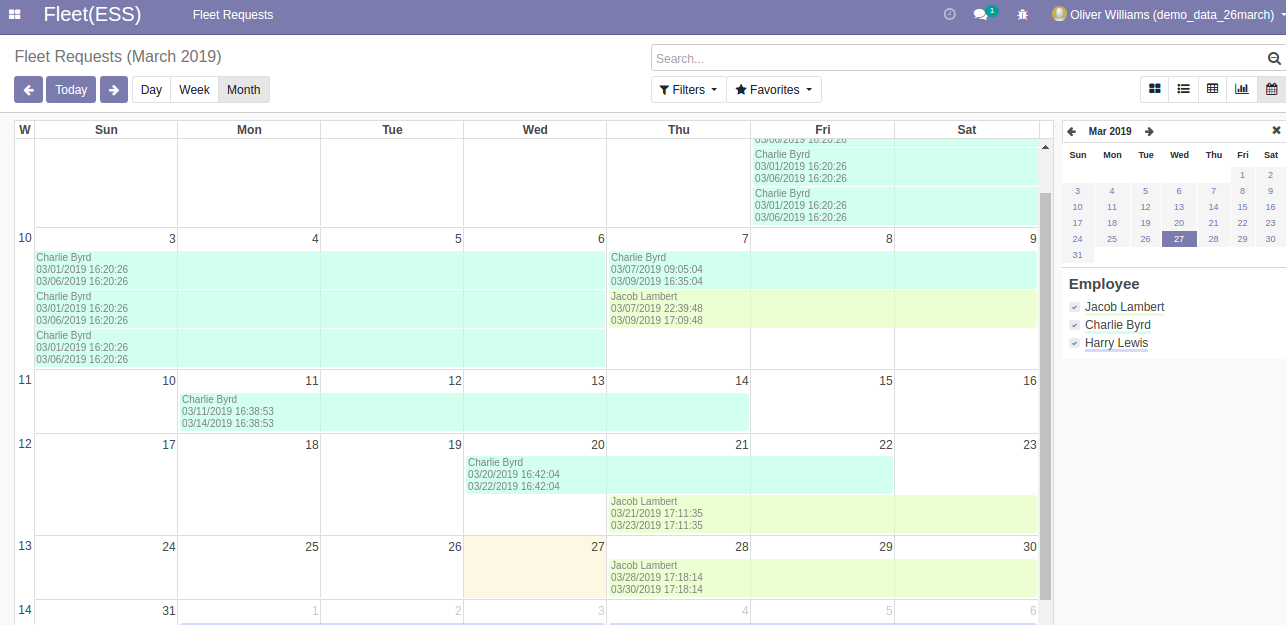 Fleet(ESS) Fleet Requests 1 Oliver Williams (demo_data_26march)
Fleet Requests (March 2019)
Search...
Today Day Week Month Filters Favorites
W Sun Mon Tue Wed Thu Fri Sat
03/06/2019 16:20:26
Charlie Byrd
03/01/2019 16:20:26
03/06/2019 16:20:26
Charlie Byrd
03/01/2019 16:20:26
03/06/2019 16:20:26
10 3 4 5 6 7 8 9
Charlie Byrd
03/01/2019 16:20:26
03/06/2019 16:20:26
Charlie Byrd
03/01/2019 16:20:26
03/06/2019 16:20:26
Charlie Byrd
03/01/2019 16:20:26
03/06/2019 16:20:26
Charlie Byrd
03/07/2019 09:05:04
03/09/2019 16:35:04
Jacob Lambert
03/07/2019 22:39:48
03/09/2019 17:09:48
11 10 11 12 13 14 15 16
Charlie Byrd
03/11/2019 16:38:53
03/14/2019 16:38:53
12 17 18 19 20 21 22 23
Charlie Byrd
03/20/2019 16:42:04
03/22/2019 16:42:04
Jacob Lambert
03/21/2019 17:11:35
03/23/2019 17:11:35
13 24 25 26 27 28 29 30
Jacob Lambert
03/28/2019 17:18:14
03/30/2019 17:18:14
14 31 1 2 3 4 5 6
Mar 2019
Sun Mon Tue Wed Thu Fri Sat
1 2
3 4 5 6 7 8 9
10 11 12 13 14 15 16
17 18 19 20 21 22 23
24 25 26 27 28 29 30
31
Employee
Jacob Lambert
Charlie Byrd
Harry Lewis